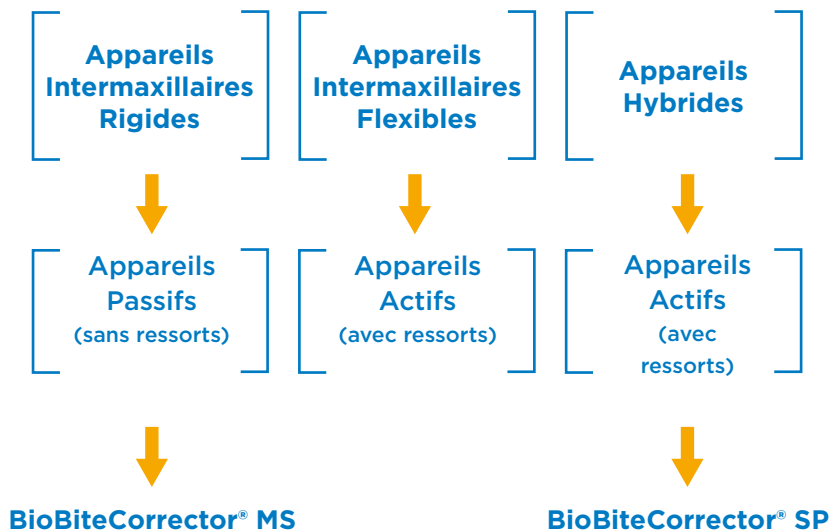 Appareils
Intermaxillaires
Rigides
Appareils
Intermaxillaires
Flexibles
Appareils
Hybrides
Appareils
Passifs
(sans ressorts)
Appareils
Actifs
(avec ressorts)
Appareils
Actifs
(avec
ressorts)
BioBiteCorrector® MS
BioBiteCorrector® SP